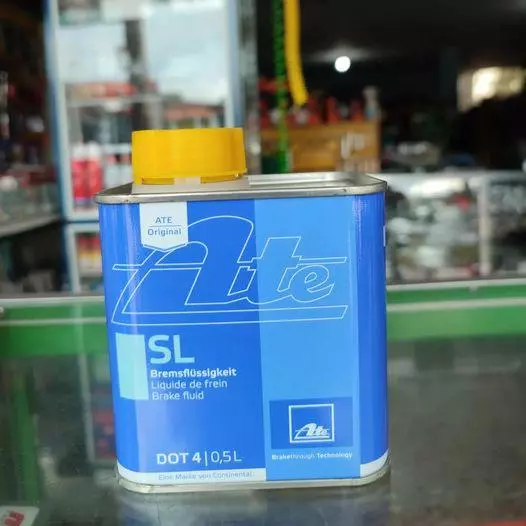 ATE
Original
Ate
SL
Bremsflüssigkeit
Liquide de frein
Brake fluid
DOT 4 | 0,5 L
Eine Marke von Continental
Ate
Brakethrough Technology